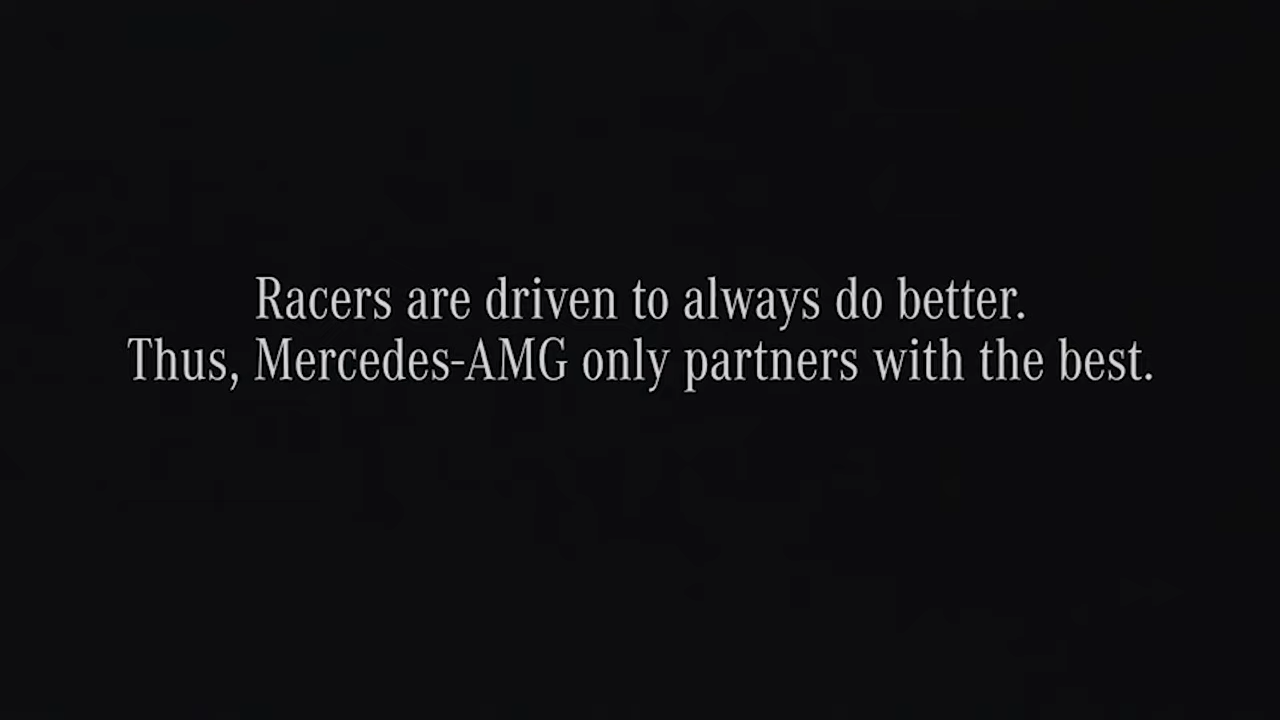 Racers are driven to always do better.
Thus, Mercedes-AMG only partners with the best.